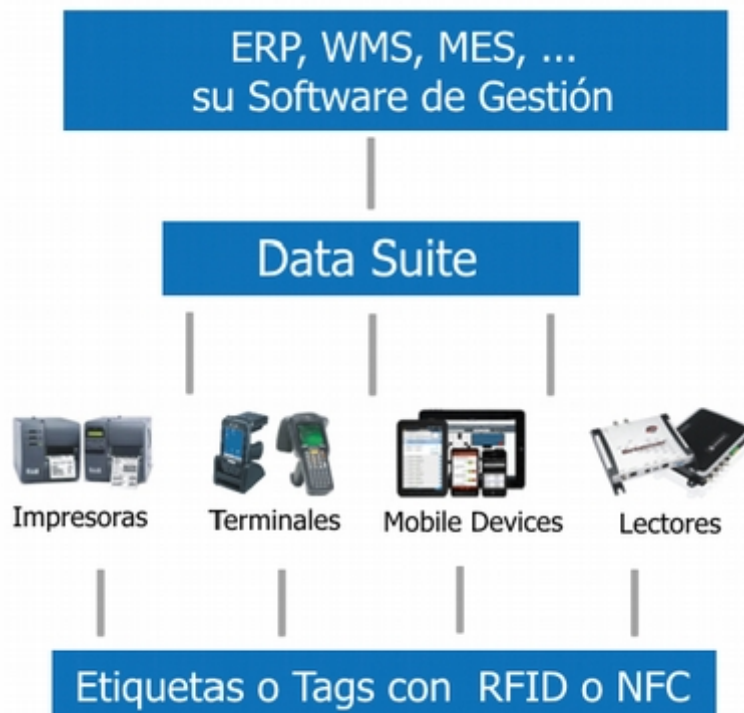 ERP, WMS, MES, ...
su Software de Gestión
Data Suite
Impresoras
Terminales
Mobile Devices
Lectores
Etiquetas o Tags con RFID o NFC